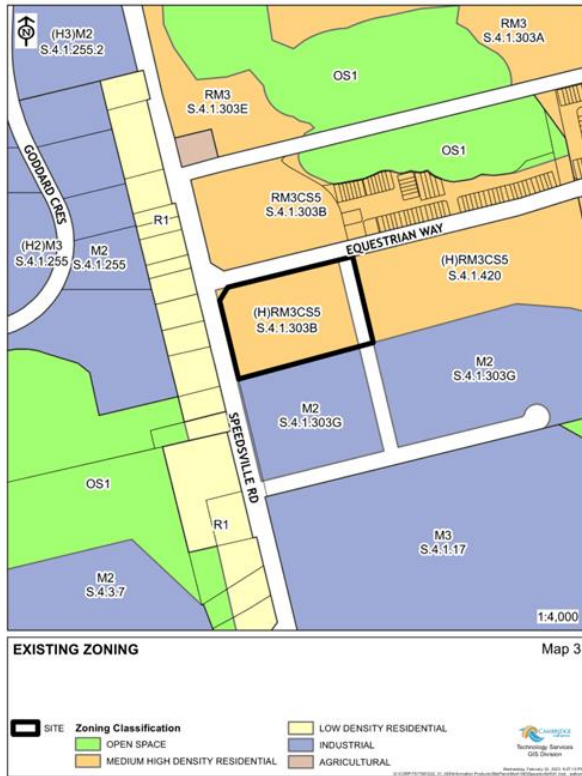 N
(H3)M2
S.4.1.255.2
RM3
S.4.1.303A
OS1
RM3
S.4.1.303E
OS1
GODDARD CRES
RM3CS5
S.4.1.303B
R1
EQUESTRIAN WAY
(H2)M3
S.4.1.255
M2
S.4.1.255
(H)RM3CS5
S.4.1.420
(H)RM3CS5
S.4.1.303B
M2
S.4.1.303G
M2
S.4.1.303G
SPEEDSVILLE RD
OS1
R1
M3
S.4.1.17
M2
S.4.3.7
1:4,000
EXISTING ZONING
Map 3
SITE
Zoning Classification
OPEN SPACE
MEDIUM HIGH DENSITY RESIDENTIAL
LOW DENSITY RESIDENTIAL
INDUSTRIAL
AGRICULTURAL
CAMBRIDGE
Technology Services
GIS Division